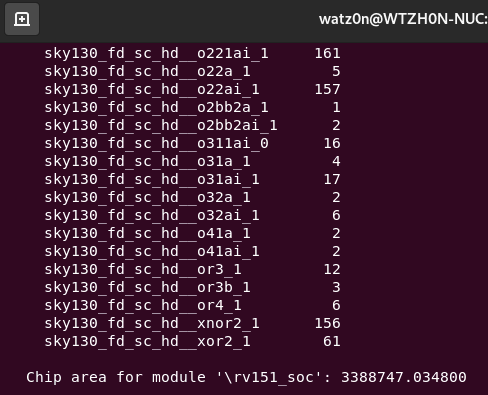 watz0n@WTZH0N-NUC:
sky130_fd_sc_hd__o221ai_1 161
sky130_fd_sc_hd__o22a_1 5
sky130_fd_sc_hd__o22ai_1 157
sky130_fd_sc_hd__o2bb2a_1 1
sky130_fd_sc_hd__o2bb2ai_1 2
sky130_fd_sc_hd__o311ai_0 16
sky130_fd_sc_hd__o31a_1 4
sky130_fd_sc_hd__o31ai_1 17
sky130_fd_sc_hd__o32a_1 2
sky130_fd_sc_hd__o32ai_1 6
sky130_fd_sc_hd__o41a_1 2
sky130_fd_sc_hd__o41ai_1 2
sky130_fd_sc_hd__or3_1 12
sky130_fd_sc_hd__or3b_1 3
sky130_fd_sc_hd__or4_1 6
sky130_fd_sc_hd__xnor2_1 156
sky130_fd_sc_hd__xor2_1 61
Chip area for module '\rv151_soc': 3388747.034800